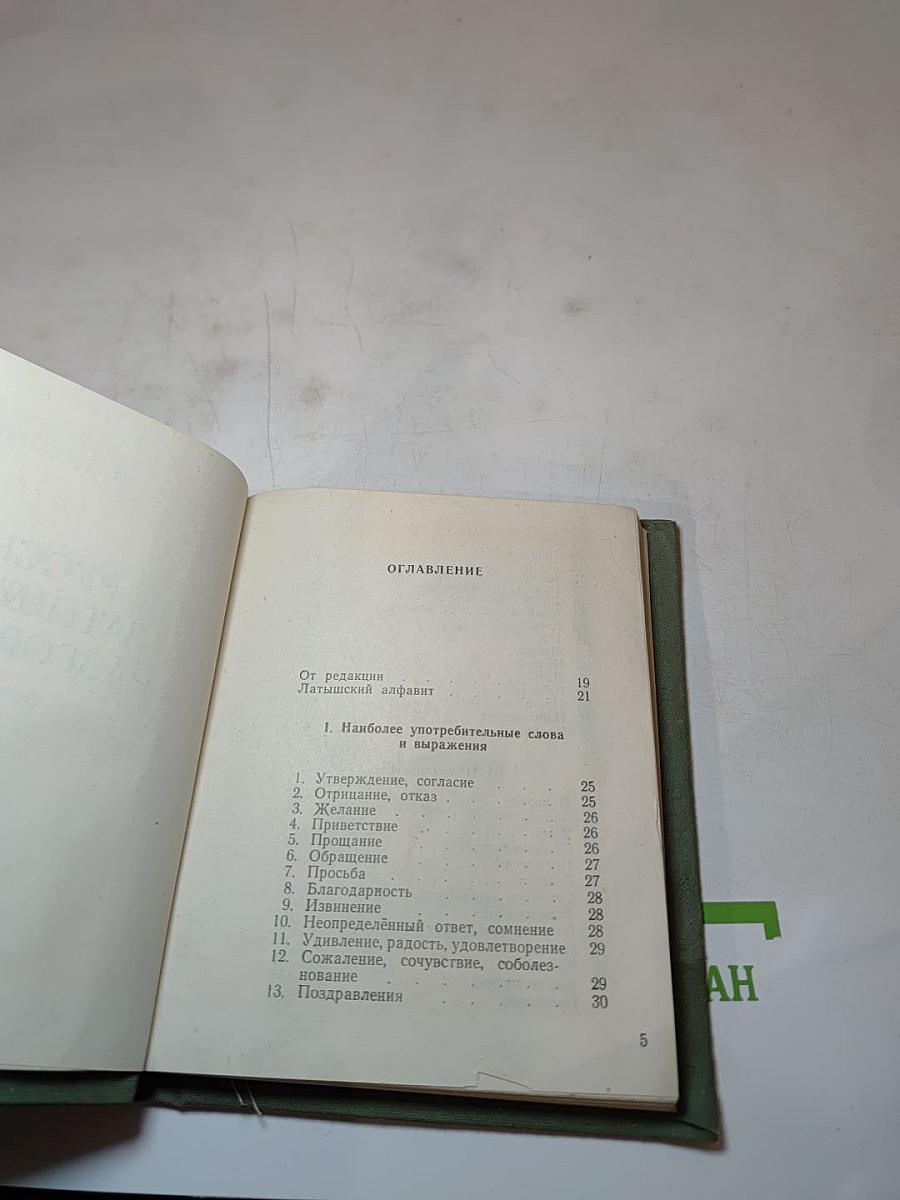 ОГЛАВЛЕНИЕ
От редакции . . . . . . . 19
Латышский алфавит . . . . . 21
I. Наиболее употребительные слова
и выражения
1. Утверждение, согласие . . . 25
2. Отрицание, отказ . . . . . 25
3. Желание . . . . . . . 26
4. Приветствие . . . . . . 26
5. Прощание . . . . . . 26
6. Обращение . . . . . . 27
7. Просьба . . . . . . . 27
8. Благодарность . . . . . 28
9. Извинение . . . . . . 28
10. Неопределённый ответ, сомнение 28
11. Удивление, радость, удовлетворение 29
12. Сожаление, сочувствие, соболез-
нование . . . . . . . 29
13. Поздравления . . . . . 30
5
АН